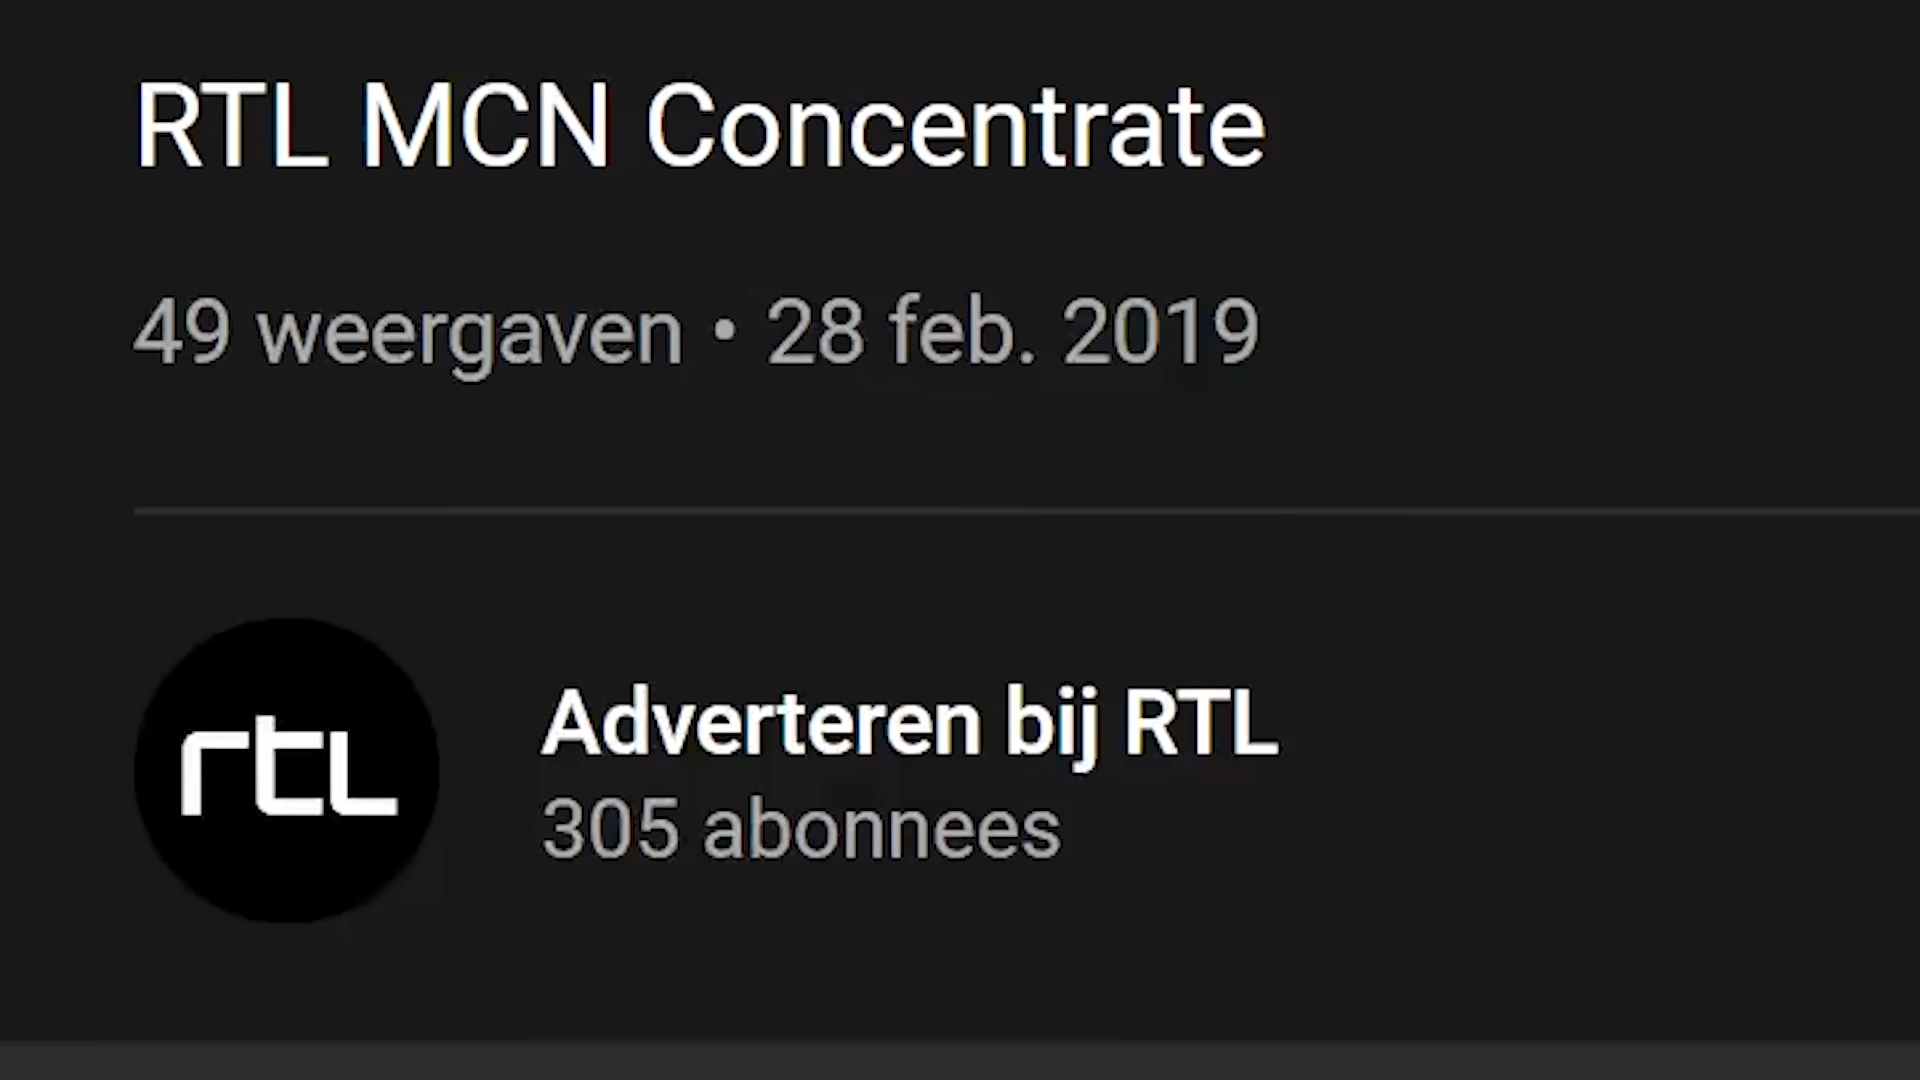 RTL MCN Concentrate
49 weergaven • 28 feb. 2019
rtl
Adverteren bij RTL
305 abonnees